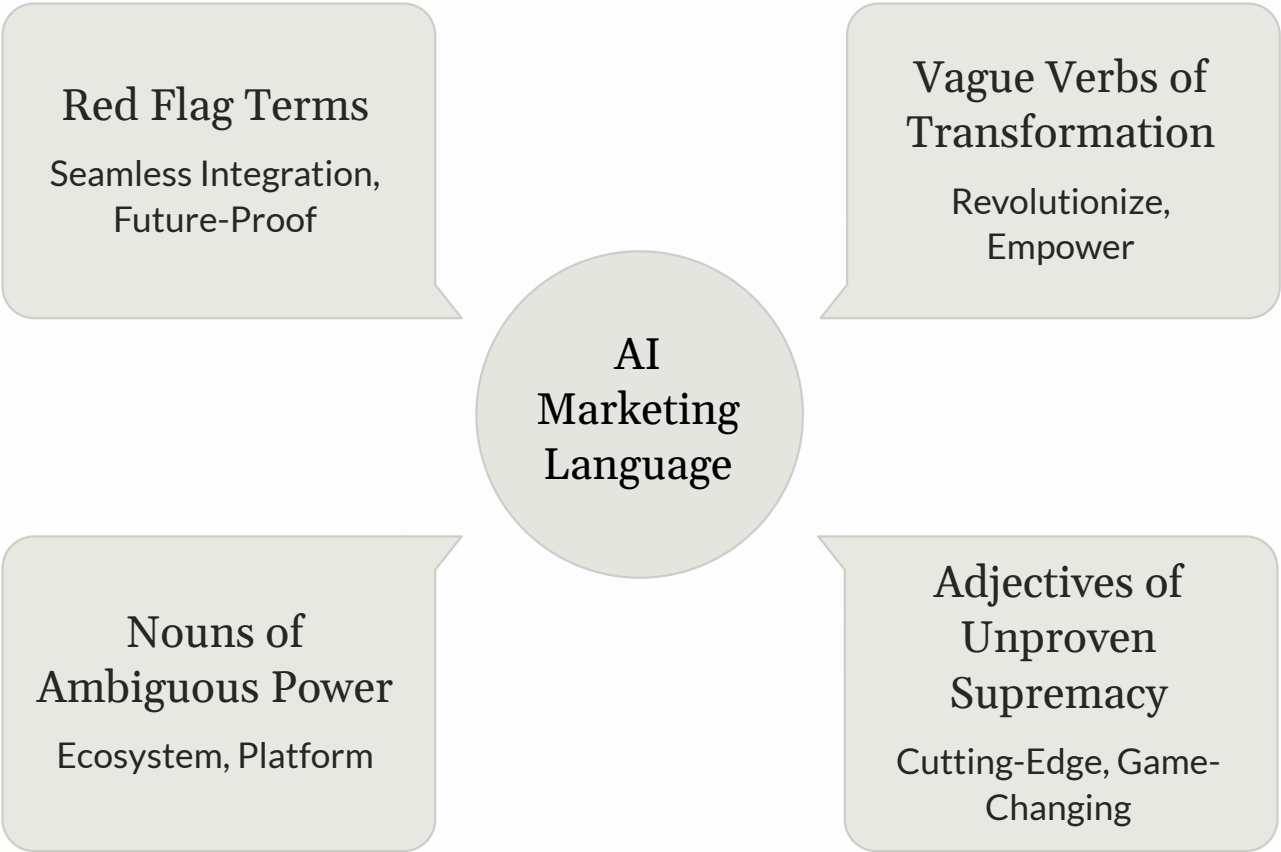 Red Flag Terms
Seamless Integration,
Future-Proof
Vague Verbs of
Transformation
Revolutionize,
Empower
AI
Marketing
Language
Nouns of
Ambiguous Power
Ecosystem, Platform
Adjectives of
Unproven
Supremacy
Cutting-Edge, Game-
Changing